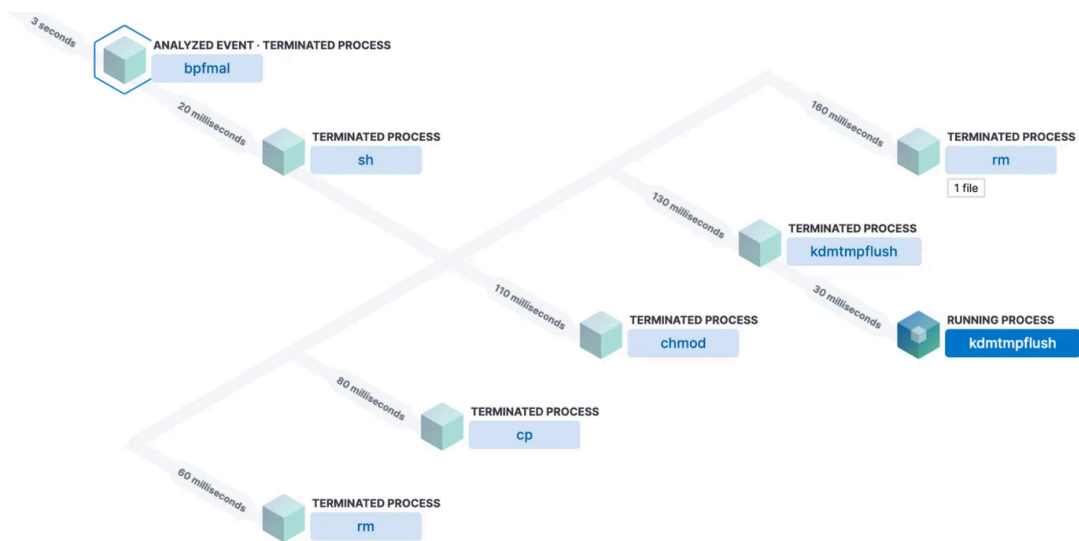 3 seconds
ANALYZED EVENT · TERMINATED PROCESS
bpfmal
20 milliseconds
TERMINATED PROCESS
sh
160 milliseconds
TERMINATED PROCESS
rm
1 file
130 milliseconds
TERMINATED PROCESS
kdmtmpflush
110 milliseconds
TERMINATED PROCESS
chmod
30 milliseconds
RUNNING PROCESS
kdmtmpflush
80 milliseconds
TERMINATED PROCESS
cp
60 milliseconds
TERMINATED PROCESS
rm